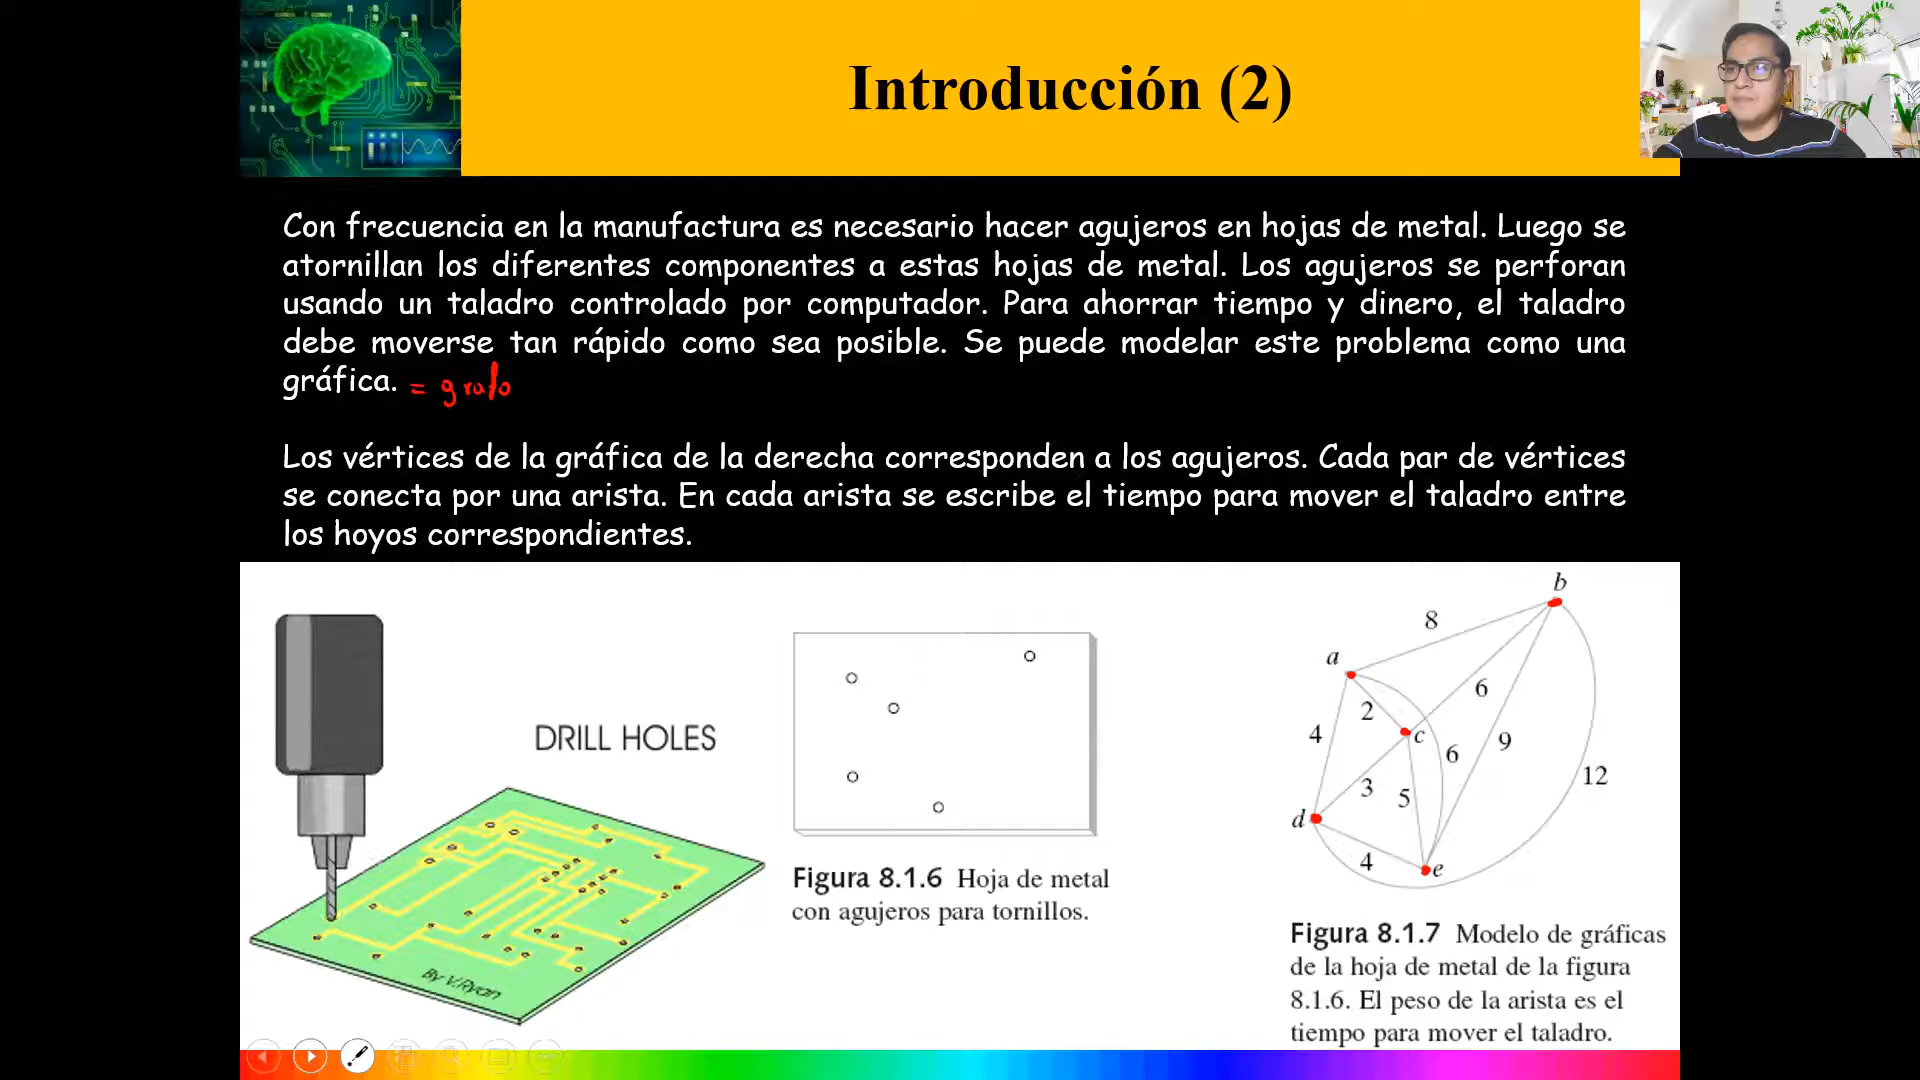 Introducción (2)
Con frecuencia en la manufactura es necesario hacer agujeros en hojas de metal. Luego se
atornillan los diferentes componentes a estas hojas de metal. Los agujeros se perforan
usando un taladro controlado por computador. Para ahorrar tiempo y dinero, el taladro
debe moverse tan rápido como sea posible. Se puede modelar este problema como una
gráfica. = grafo
Los vértices de la gráfica de la derecha corresponden a los agujeros. Cada par de vértices
se conecta por una arista. En cada arista se escribe el tiempo para mover el taladro entre
los hoyos correspondientes.
DRILL HOLES
By V.Ryan
Figura 8.1.6 Hoja de metal
con agujeros para tornillos.
b
8
a
6
2
4
c
6
9
12
3
5
d
4
e
Figura 8.1.7 Modelo de gráficas
de la hoja de metal de la figura
8.1.6. El peso de la arista es el
tiempo para mover el taladro.